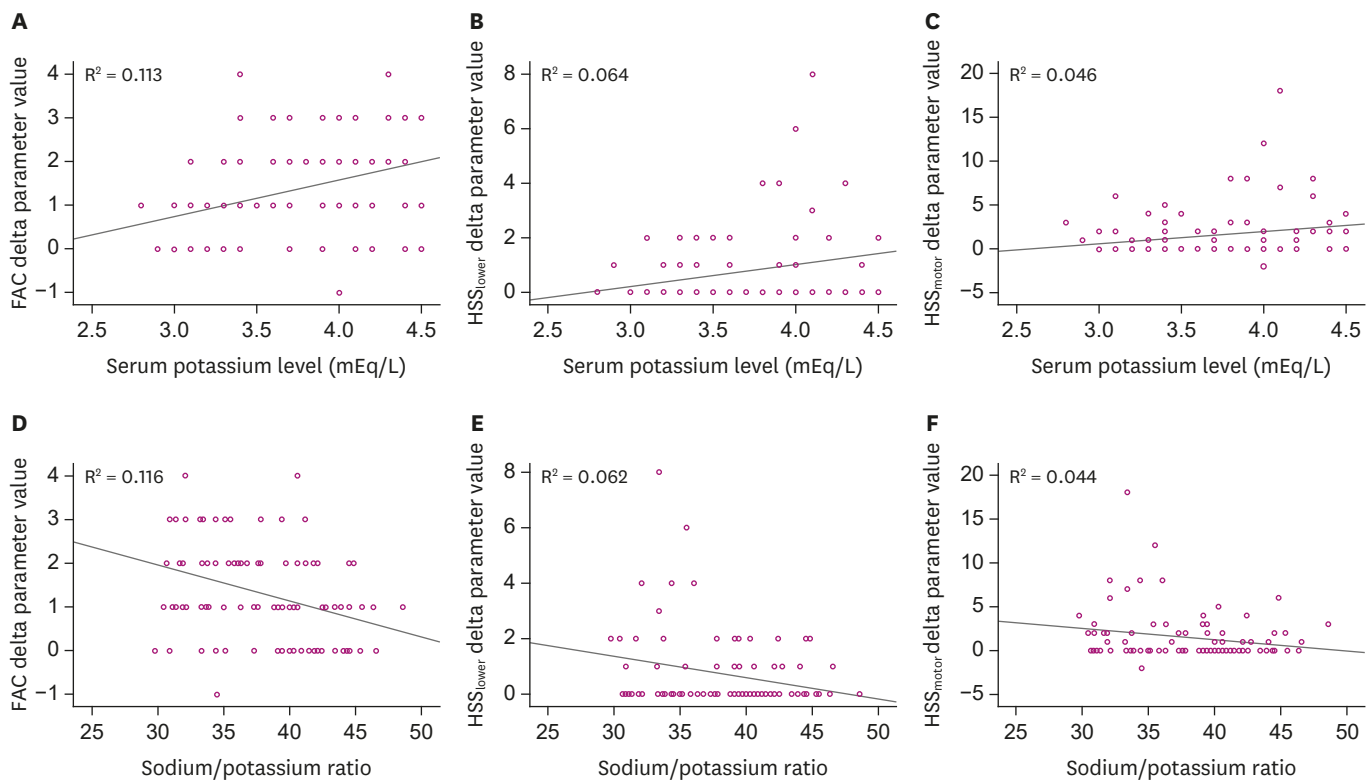 A
R² = 0.113
FAC delta parameter value
4
3
2
1
0
−1
2.5 3.0 3.5 4.0 4.5
Serum potassium level (mEq/L)
B
R² = 0.064
HSSlower delta parameter value
8
6
4
2
0
2.5 3.0 3.5 4.0 4.5
Serum potassium level (mEq/L)
C
R² = 0.046
HSSmotor delta parameter value
20
15
10
5
0
−5
2.5 3.0 3.5 4.0 4.5
Serum potassium level (mEq/L)
D
R² = 0.116
FAC delta parameter value
4
3
2
1
0
−1
25 30 35 40 45 50
Sodium/potassium ratio
E
R² = 0.062
HSSlower delta parameter value
8
6
4
2
0
25 30 35 40 45 50
Sodium/potassium ratio
F
R² = 0.044
HSSmotor delta parameter value
20
15
10
5
0
−5
25 30 35 40 45 50
Sodium/potassium ratio